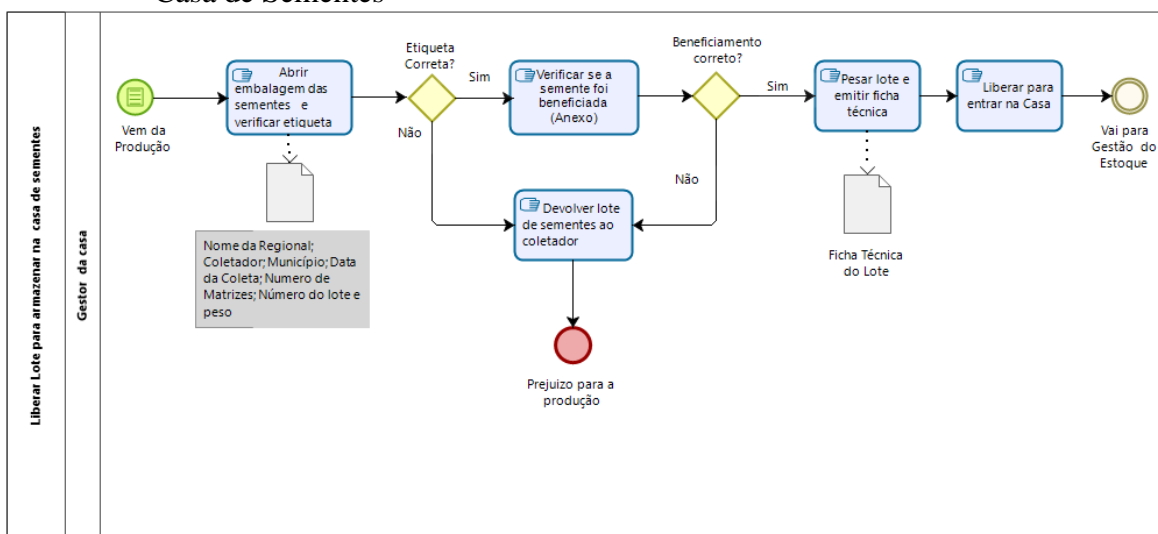 Casa de Sementes
Liberar Lote para armazenar na casa de sementes
Gestor da casa
Vem da
Produção
Abrir
embalagem das
sementes e
verificar etiqueta
Nome da Regional;
Coletador; Município; Data
da Coleta; Numero de
Matrizes; Número do lote e
peso
Etiqueta
Correta?
Sim
Não
Verificar se a
semente foi
beneficiada
(Anexo)
Devolver lote
de sementes ao
coletador
Prejuizo para a
produção
Beneficiamento
correto?
Sim
Não
Pesar lote e
emitir ficha
técnica
Ficha Técnica
do Lote
Liberar para
entrar na Casa
Vai para
Gestão do
Estoque